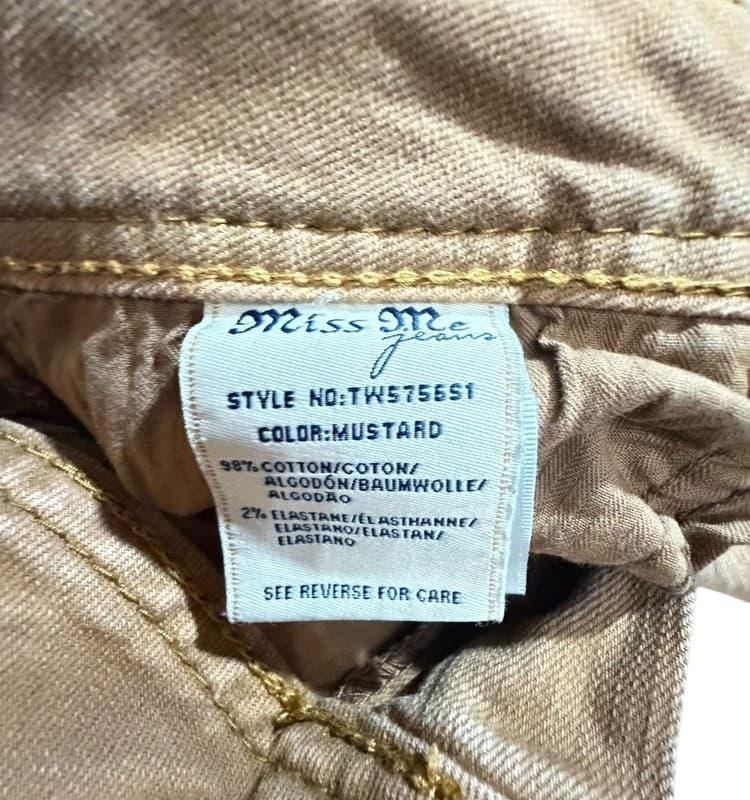 Miss Me
jeans
STYLE NO:TW5756S1
COLOR:MUSTARD
98% COTTON/COTON/
ALGODÓN/BAUMWOLLE/
ALGODÃO
2% ELASTANE/ÉLASTHANNE/
ELASTANO/ELASTAN/
ELASTANO
SEE REVERSE FOR CARE